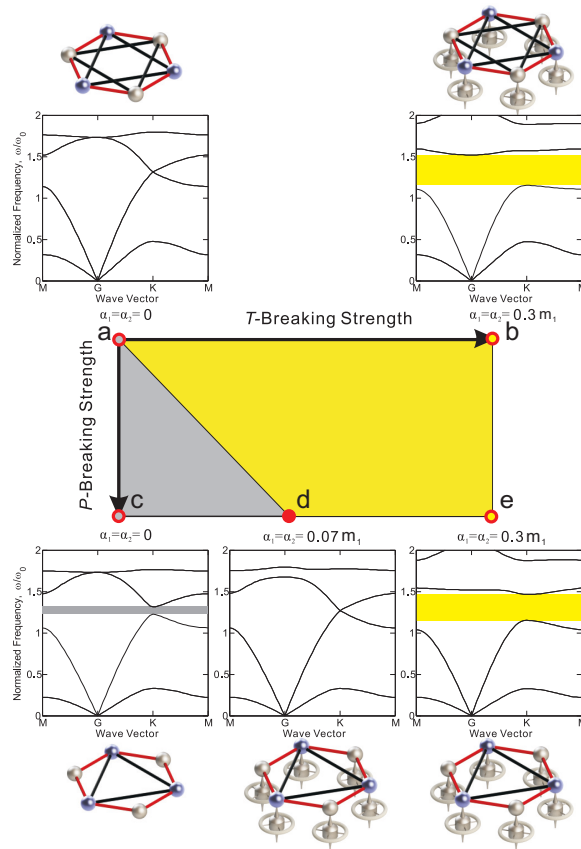 2
2
1.5
1.5
1
1
0.5
0.5
0
0
M G K M
M G K M
Normalized Frequency, ω/ω0
Wave Vector
Wave Vector
α1=α2= 0
T-Breaking Strength
α1=α2= 0.3 m1
a
b
P-Breaking Strength
c
d
e
α1=α2= 0
α1=α2= 0.07 m1
α1=α2= 0.3 m1
2
2
2
1.5
1.5
1.5
1
1
1
0.5
0.5
0.5
0
0
0
M G K M
M G K M
M G K M
Normalized Frequency, ω/ω0
Wave Vector
Wave Vector
Wave Vector